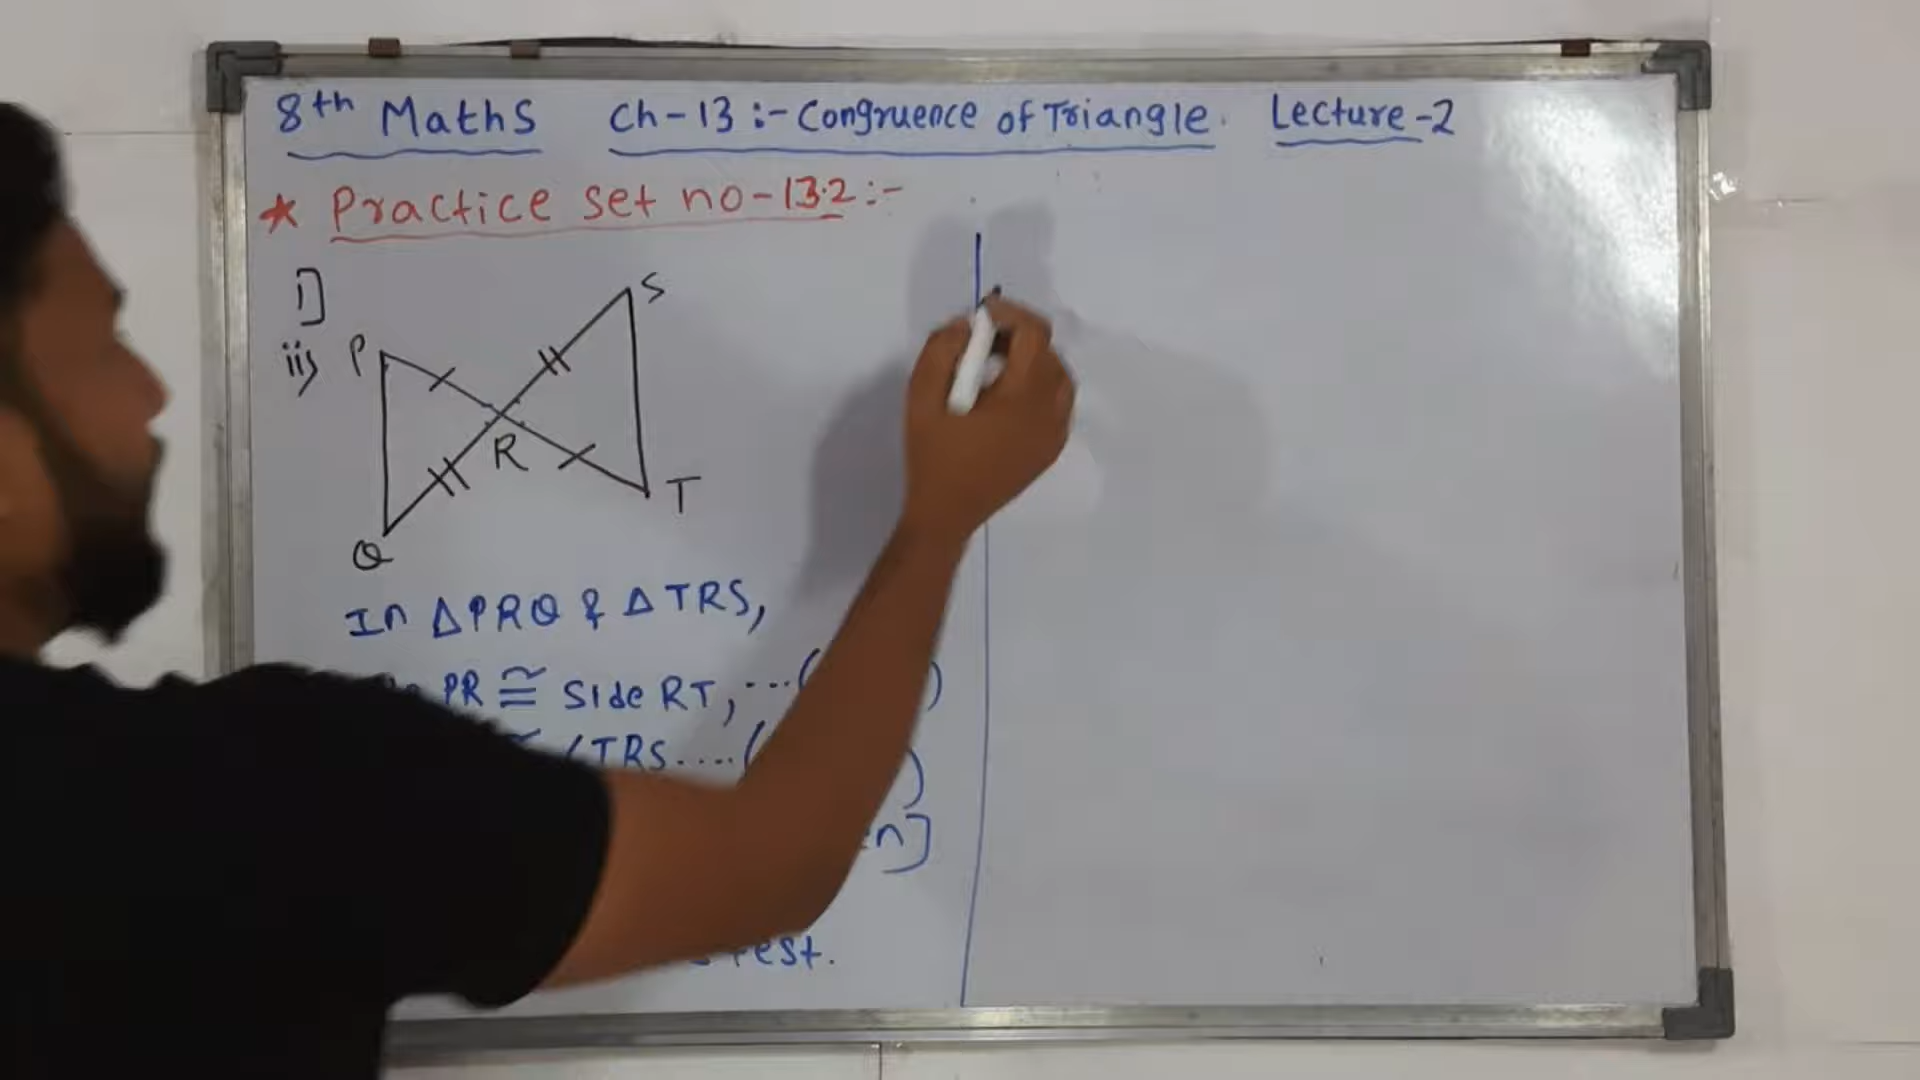 8th Maths Ch-13 :- Congruence of Triangle. Lecture-2
* Practice set no-13.2 :-
i]
ii) P S
R
T
Q
In ΔPRQ & ΔTRS,
PR ≅ Side RT, ...( )
≅ ∠TRS ....( )
]
test.